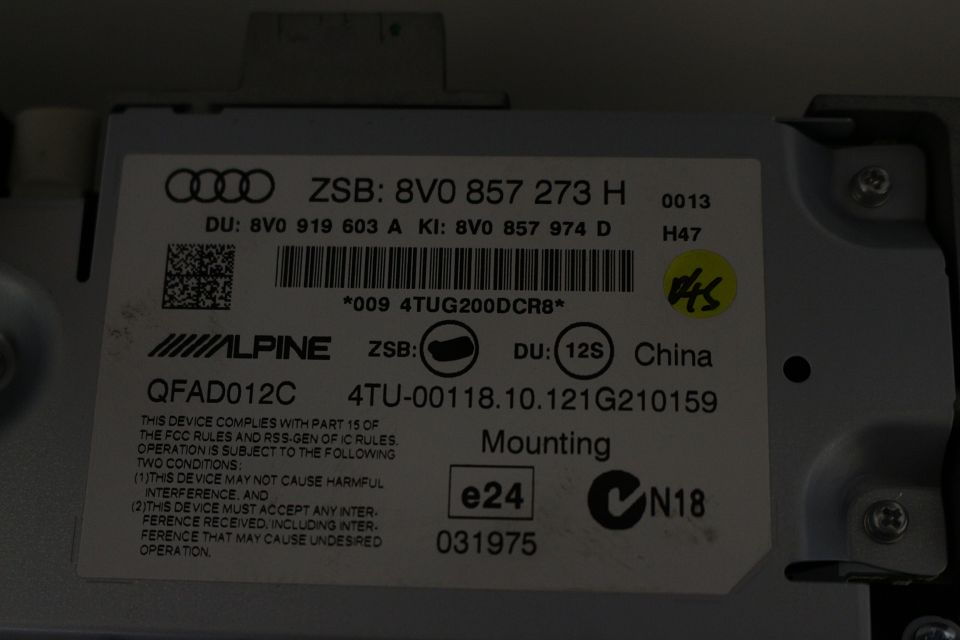 ZSB: 8V0 857 273 H 0013
DU: 8V0 919 603 A KI: 8V0 857 974 D H47
*009 4TUG200DCR8*
ALPINE ZSB: DU: 12S China
QFAD012C 4TU-00118.10.121G210159
THIS DEVICE COMPLIES WITH PART 15 OF
THE FCC RULES AND RSS-GEN OF IC RULES.
OPERATION IS SUBJECT TO THE FOLLOWING
TWO CONDITIONS:
(1)THIS DEVICE MAY NOT CAUSE HARMFUL
INTERFERENCE, AND
(2)THIS DEVICE MUST ACCEPT ANY INTER-
FERENCE RECEIVED, INCLUDING INTER-
FERENCE THAT MAY CAUSE UNDESIRED
OPERATION.
Mounting
e24 N18
031975